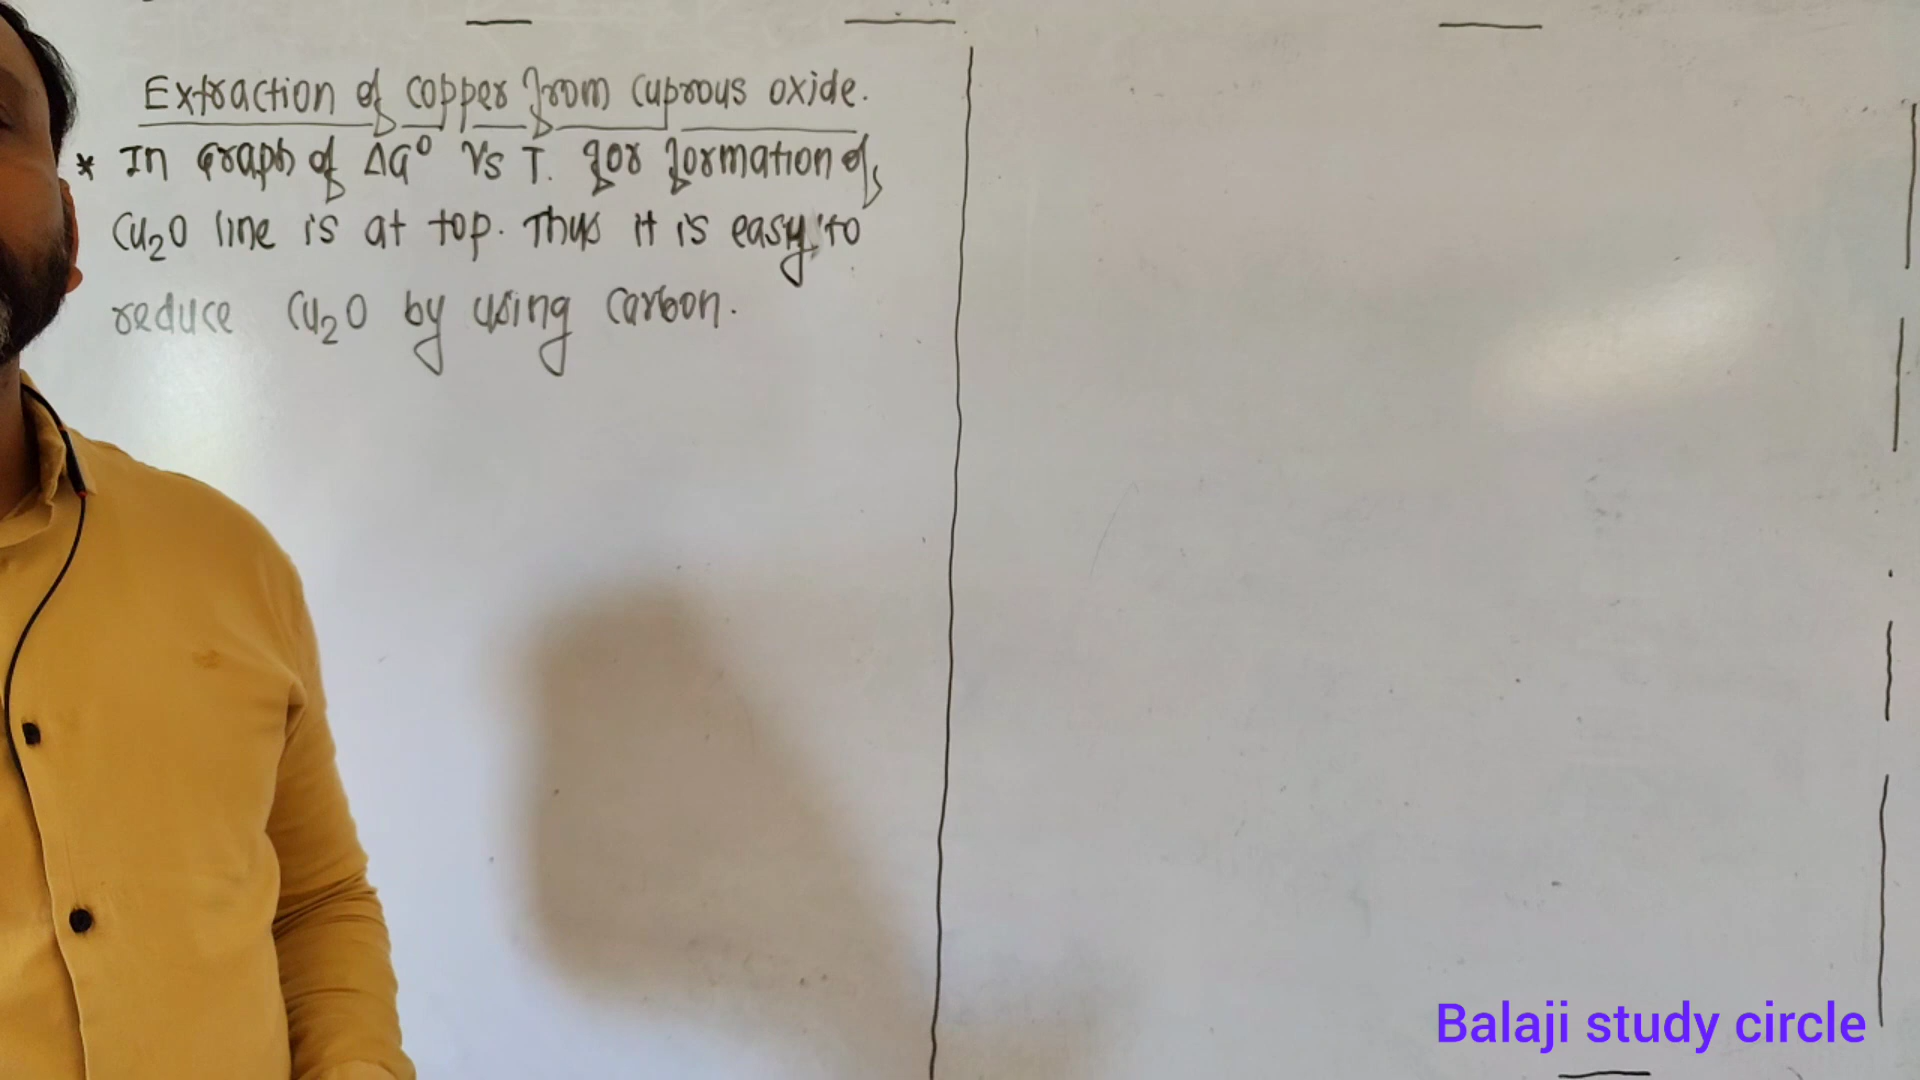 Extraction of copper from cuprous oxide.
* In Graph of ΔG⁰ Vs T. for formation of
Cu₂O line is at top. Thus it is easy to
reduce Cu₂O by using carbon.
Balaji study circle